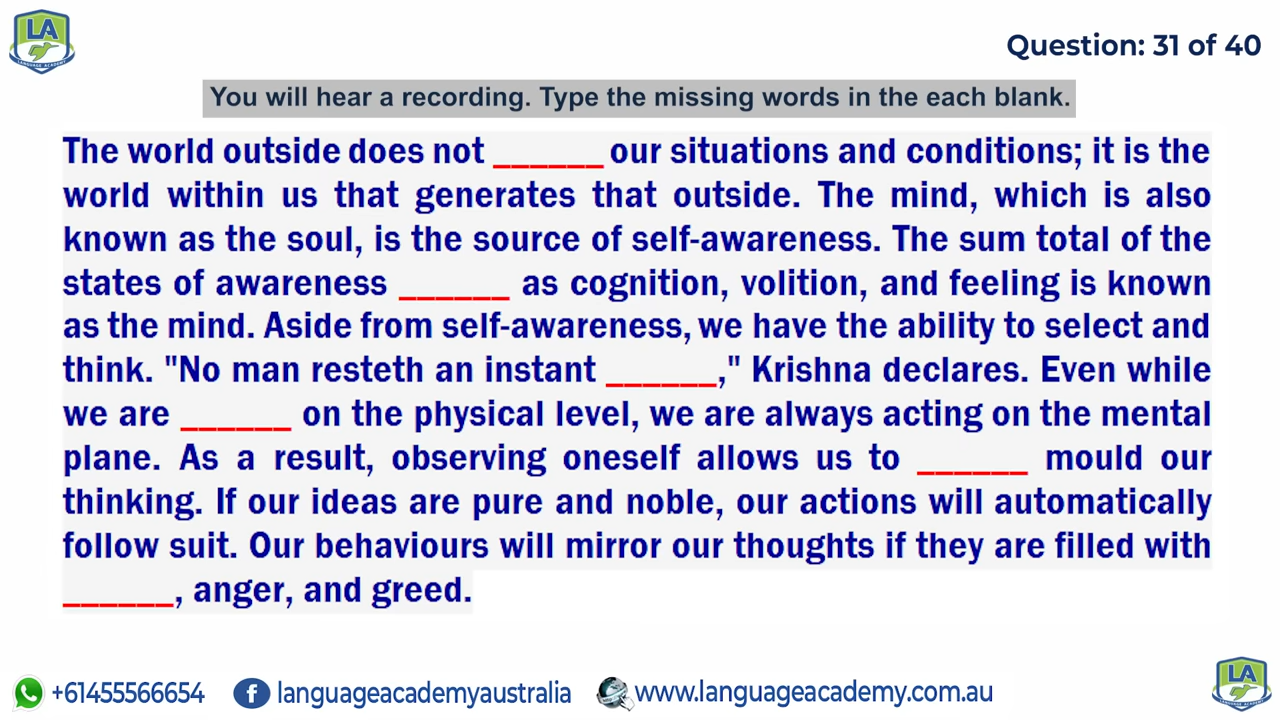 LA
LANGUAGE ACADEMY
Question: 31 of 40
You will hear a recording. Type the missing words in the each blank.
The world outside does not ______ our situations and conditions; it is the
world within us that generates that outside. The mind, which is also
known as the soul, is the source of self-awareness. The sum total of the
states of awareness ______ as cognition, volition, and feeling is known
as the mind. Aside from self-awareness, we have the ability to select and
think. "No man resteth an instant ______," Krishna declares. Even while
we are ______ on the physical level, we are always acting on the mental
plane. As a result, observing oneself allows us to ______ mould our
thinking. If our ideas are pure and noble, our actions will automatically
follow suit. Our behaviours will mirror our thoughts if they are filled with
______, anger, and greed.
+61455566654 languageacademyaustralia www.languageacademy.com.au
LA
LANGUAGE ACADEMY